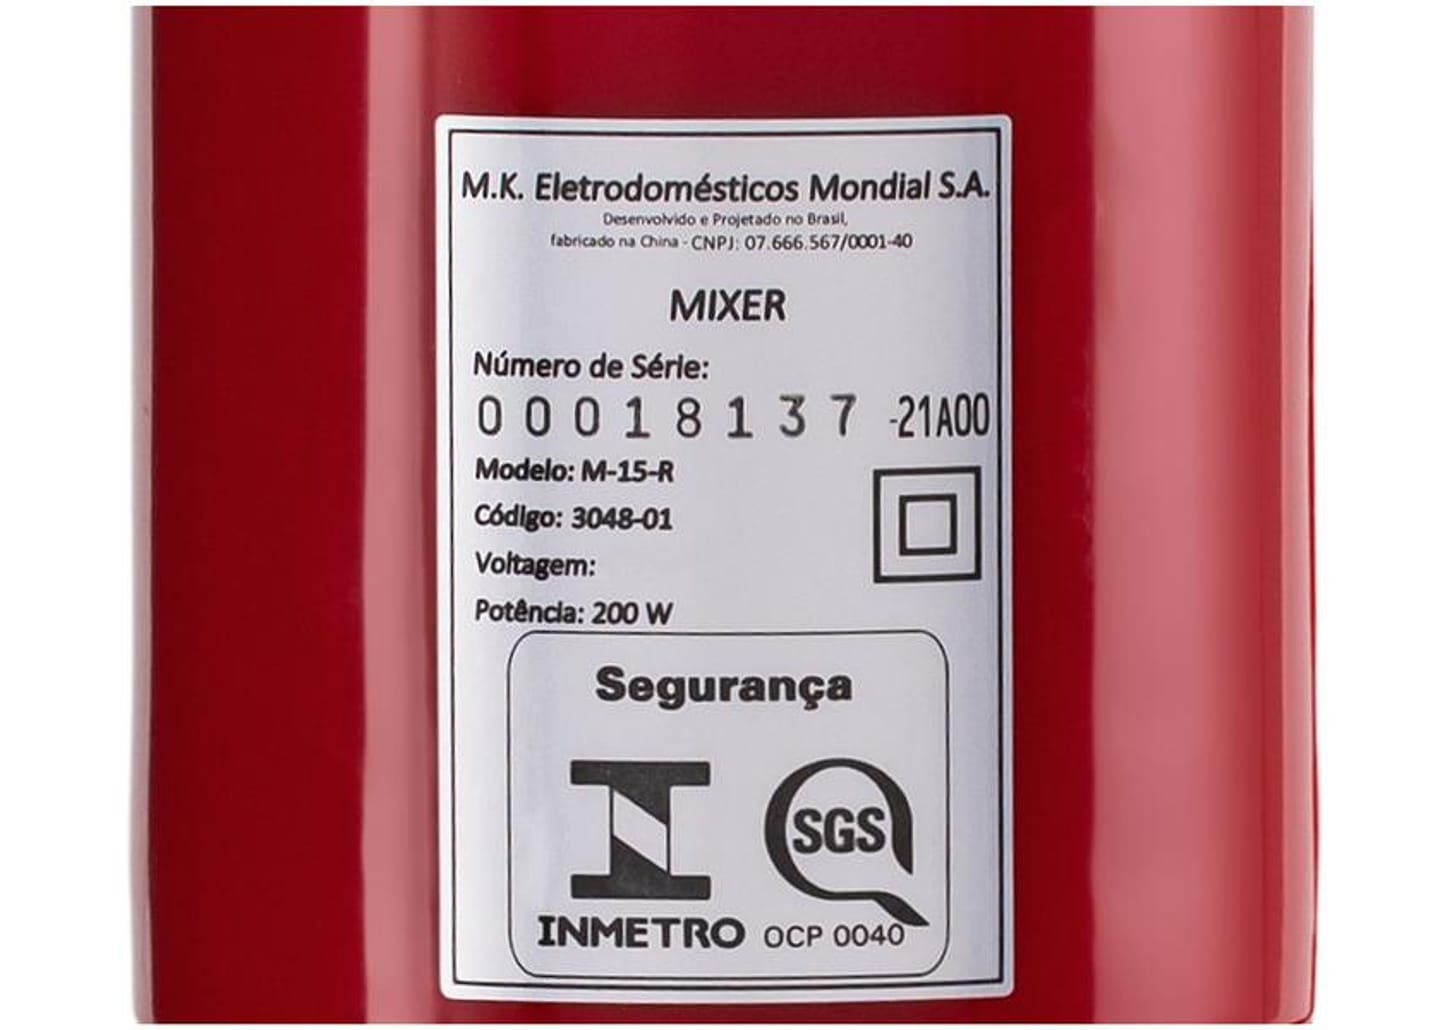 M.K. Eletrodomésticos Mondial S.A.
Desenvolvido e Projetado no Brasil,
fabricado na China - CNPJ: 07.666.567/0001-40
MIXER
Número de Série:
00018137 -21A00
Modelo: M-15-R
Código: 3048-01
Voltagem:
Potência: 200 W
Segurança
SGS
INMETRO OCP 0040